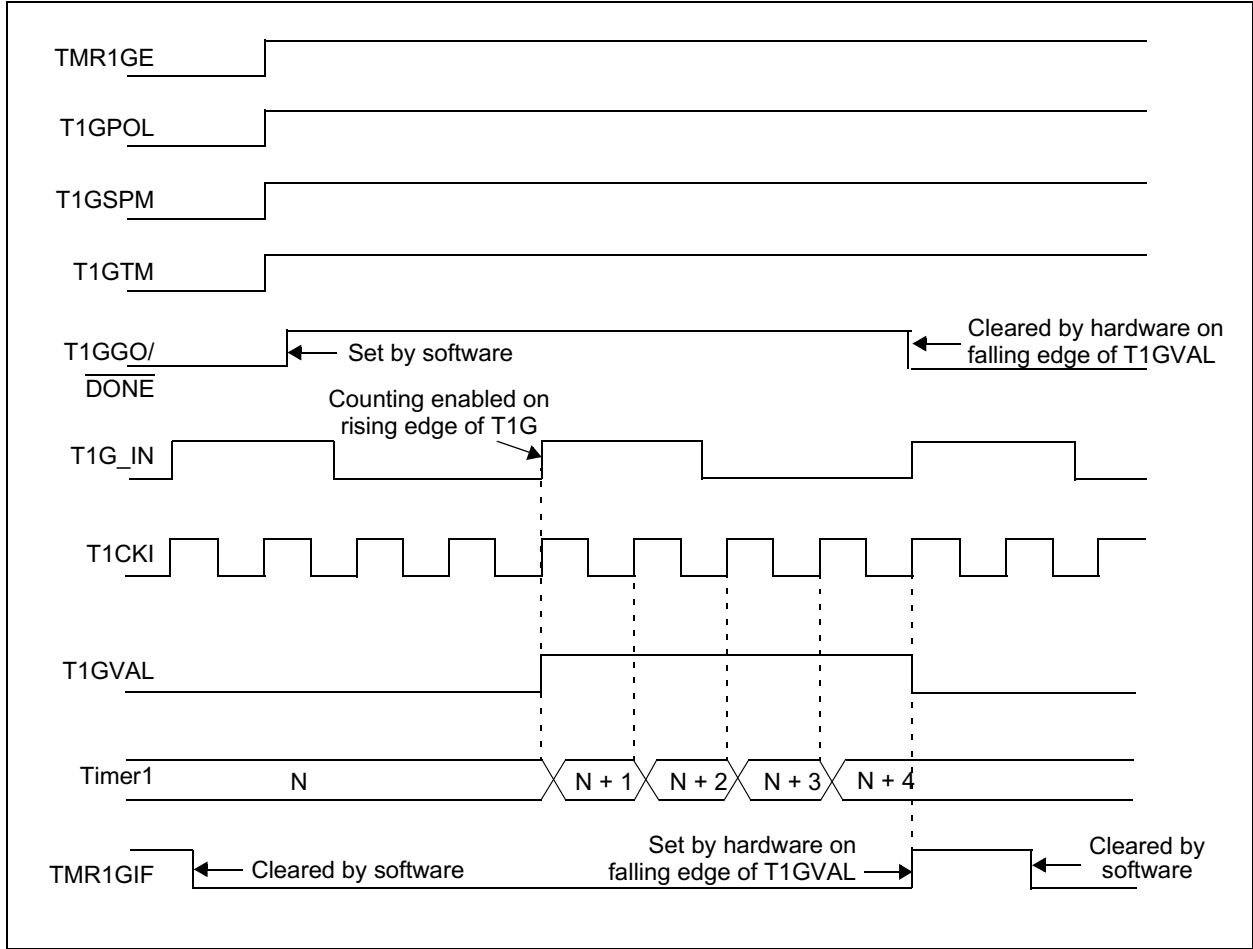 TMR1GE
T1GPOL
T1GSPM
T1GTM
T1GGO/
DONE
Set by software
Cleared by hardware on
falling edge of T1GVAL
Counting enabled on
rising edge of T1G
T1G_IN
T1CKI
T1GVAL
Timer1
N
N + 1
N + 2
N + 3
N + 4
TMR1GIF
Cleared by software
Set by hardware on
falling edge of T1GVAL
Cleared by
software